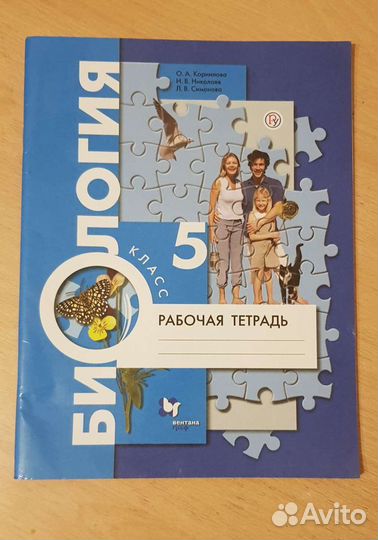 О. А. Корнилова
И. В. Николаев
Л. В. Симонова
БИОЛОГИЯ
5
КЛАСС
РАБОЧАЯ ТЕТРАДЬ
вентана
граф
Avito